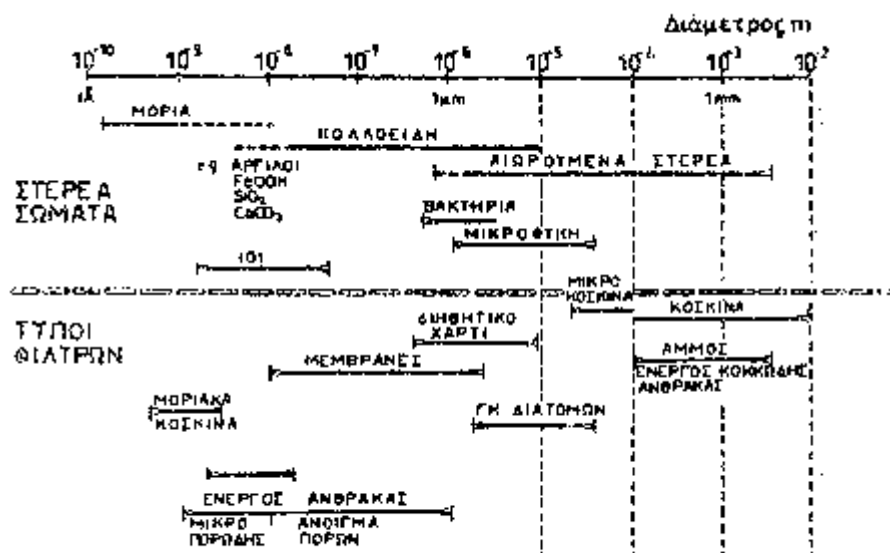 Διάμετρος m
10⁻¹⁰ 10⁻⁹ 10⁻⁸ 10⁻⁷ 10⁻⁶ 10⁻⁵ 10⁻⁴ 10⁻³ 10⁻²
1Å 1μm 1mm
ΜΟΡΙΑ
ΚΟΛΛΟΕΙΔΗ
ΑΙΩΡΟΥΜΕΝΑ ΣΤΕΡΕΑ
e.g. ΑΡΓΙΛΟΙ
FeOOH
SiO₂
CaCO₃
ΣΤΕΡΕΑ
ΣΩΜΑΤΑ
ΒΑΚΤΗΡΙΑ
ΜΙΚΡΟΦΥΚΗ
ΙΟΙ
ΜΙΚΡΟ
ΚΟΣΚΙΝΑ
ΚΟΣΚΙΝΑ
ΤΥΠΟΙ
ΦΙΛΤΡΩΝ
ΔΙΗΘΗΤΙΚΟ
ΧΑΡΤΙ
ΜΕΜΒΡΑΝΕΣ
ΑΜΜΟΣ
ΕΝΕΡΓΟΣ ΚΟΚΚΩΔΗΣ
ΑΝΘΡΑΚΑΣ
ΜΟΡΙΑΚΑ
ΚΟΣΚΙΝΑ
ΓΗ ΔΙΑΤΟΜΩΝ
ΕΝΕΡΓΟΣ ΑΝΘΡΑΚΑΣ
ΜΙΚΡΟ
ΠΟΡΩΔΗΣ
ΑΝΟΙΓΜΑ
ΠΟΡΩΝ